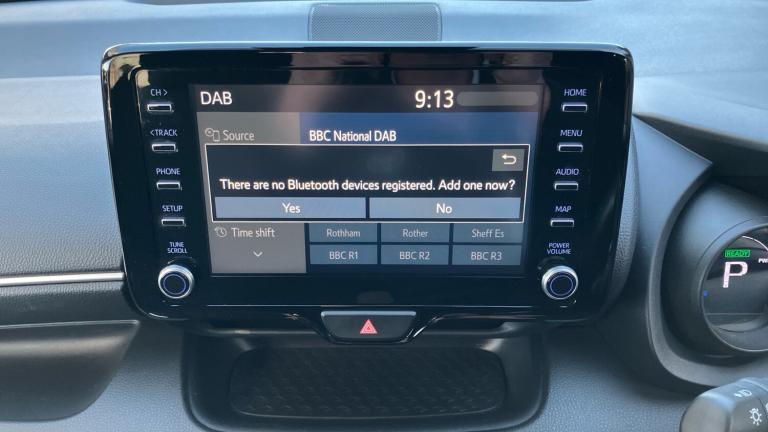 DAB 9:13
Source BBC National DAB
There are no Bluetooth devices registered. Add one now?
Yes No
Time shift Rothham Rother Sheff Es
BBC R1 BBC R2 BBC R3
CH >
<TRACK
PHONE
SETUP
TUNE
SCROLL
HOME
MENU
AUDIO
MAP
POWER
VOLUME
READY
P